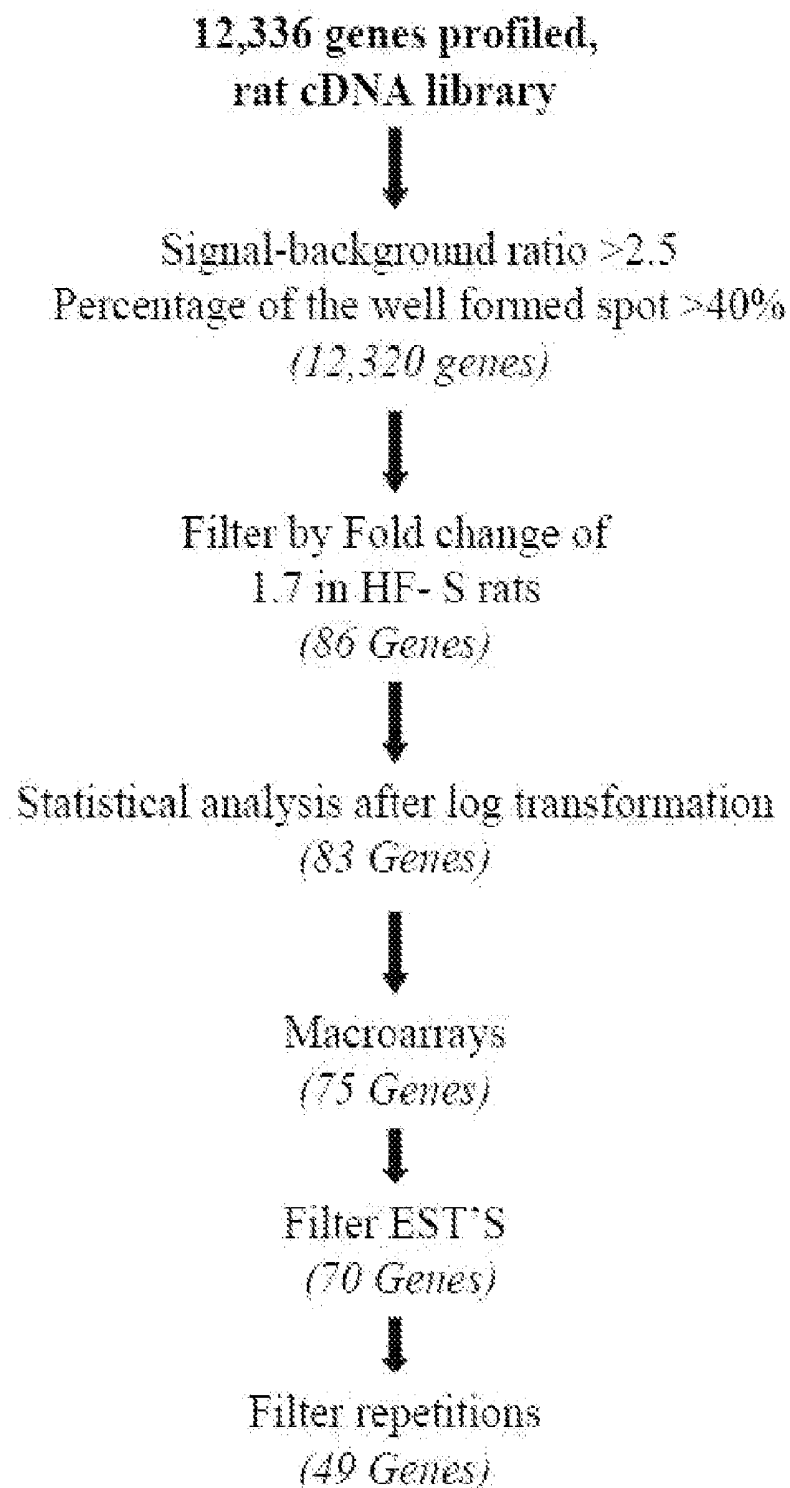 12,336 genes profiled,
rat cDNA library
Signal-background ratio >2.5
Percentage of the well formed spot >40%
(12,320 genes)
Filter by Fold change of
1.7 in HF- S rats
(86 Genes)
Statistical analysis after log transformation
(83 Genes)
Macroarrays
(75 Genes)
Filter EST'S
(70 Genes)
Filter repetitions
(49 Genes)